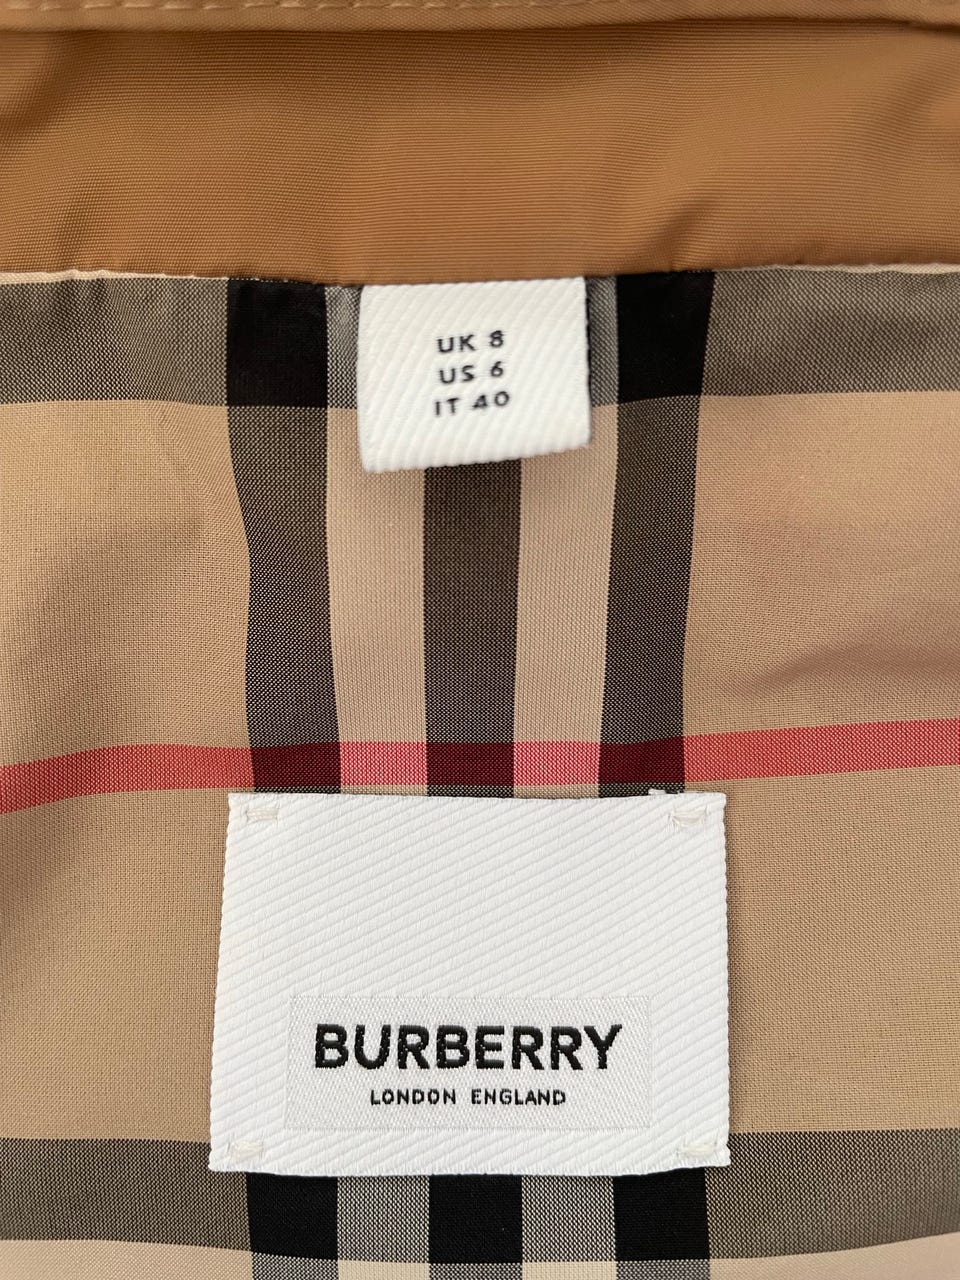 UK 8
US 6
IT 40
BURBERRY
LONDON ENGLAND